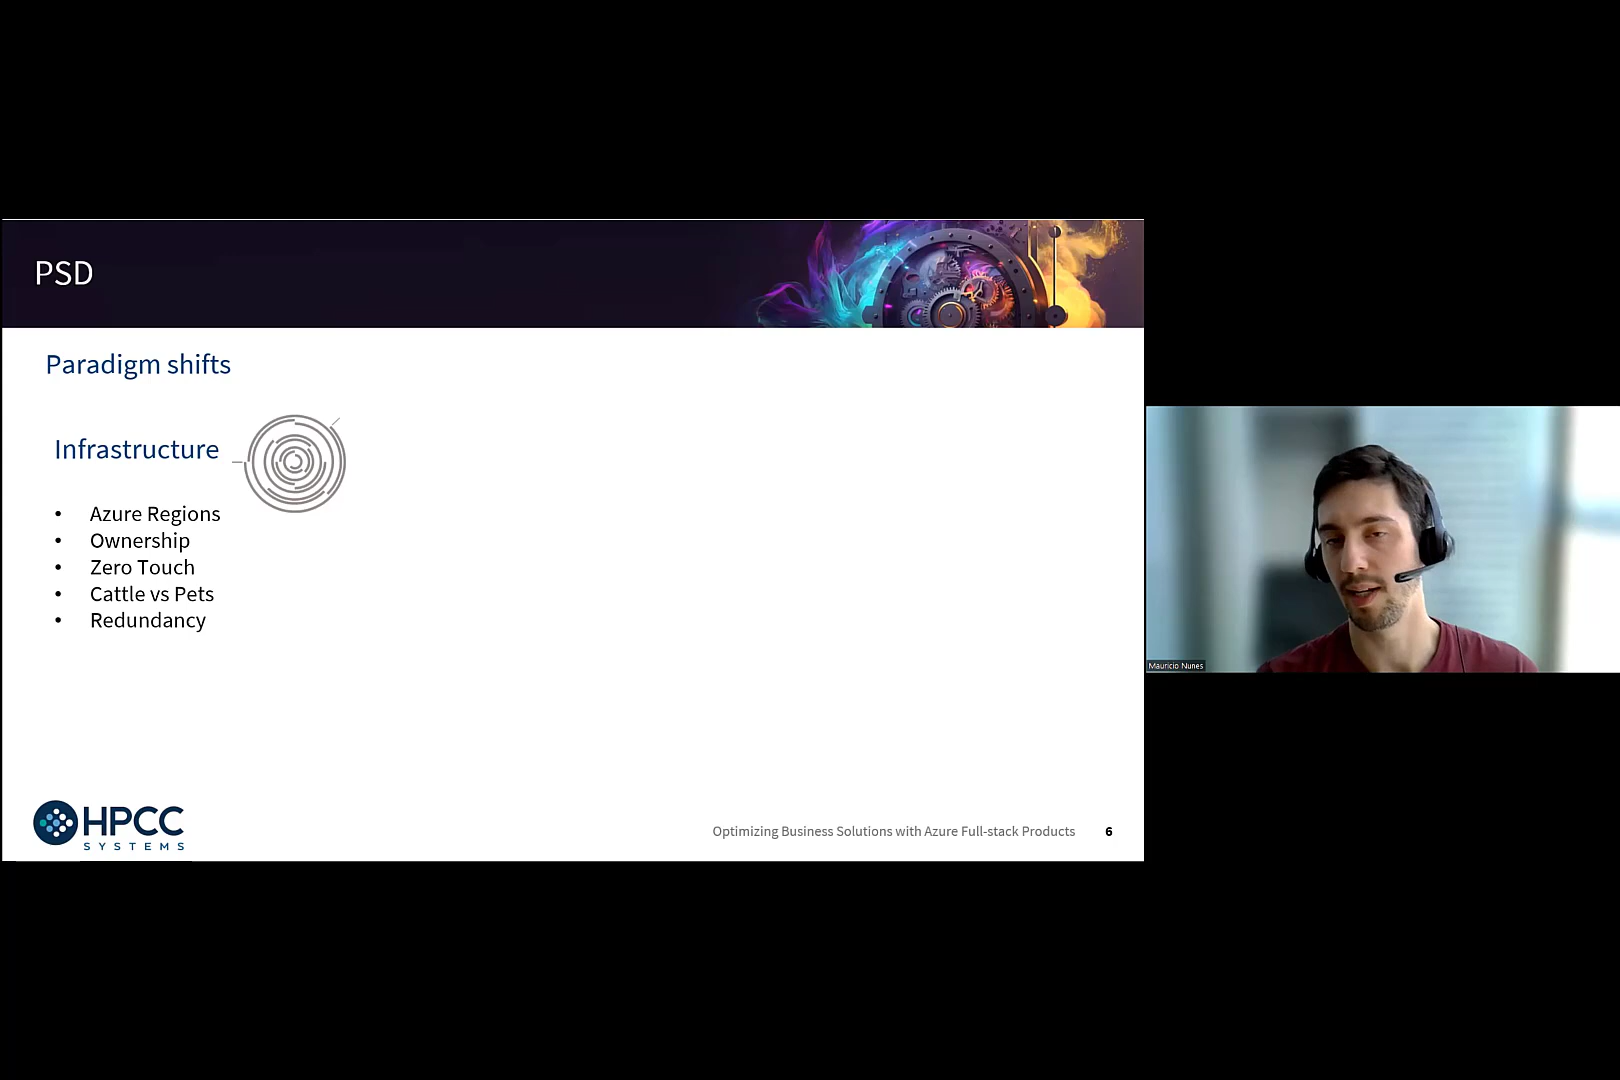 PSD
Paradigm shifts
Infrastructure
• Azure Regions
• Ownership
• Zero Touch
• Cattle vs Pets
• Redundancy
HPCC
SYSTEMS
Optimizing Business Solutions with Azure Full-stack Products 6
Mauricio Nunes